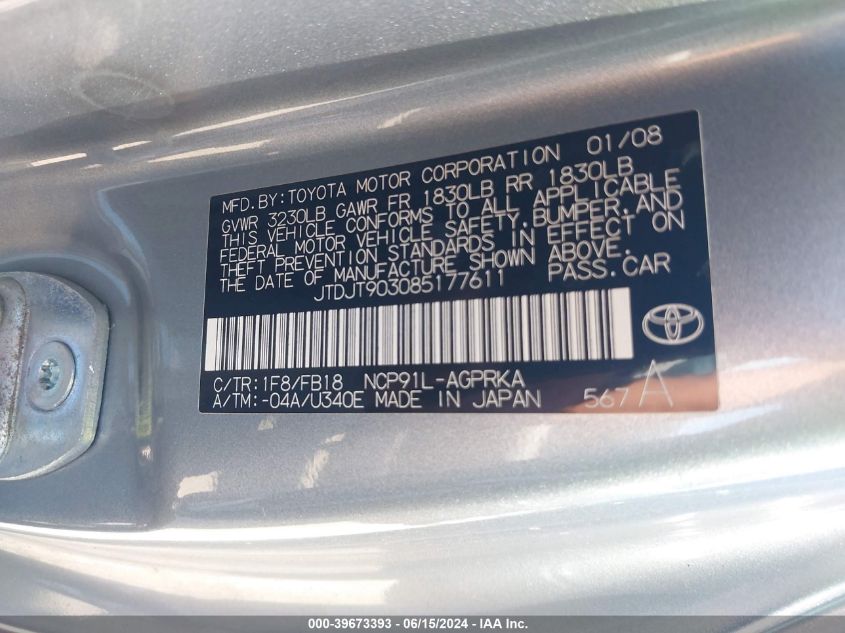 MFD. BY: TOYOTA MOTOR CORPORATION 01/08
GVWR 3230LB GAWR FR 1830LB RR 1830LB
THIS VEHICLE CONFORMS TO ALL APPLICABLE
FEDERAL MOTOR VEHICLE SAFETY, BUMPER, AND
THEFT PREVENTION STANDARDS IN EFFECT ON
THE DATE OF MANUFACTURE SHOWN ABOVE.
JTDJT903085177611 PASS. CAR
C/TR: 1F8/FB18 NCP91L-AGPRKA
A/TM: -04A/U340E MADE IN JAPAN 567 A
000-39673393 - 06/15/2024 - IAA Inc.